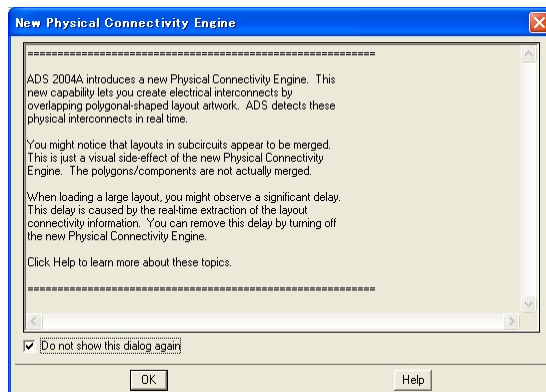 New Physical Connectivity Engine
===========================================================
ADS 2004A introduces a new Physical Connectivity Engine.  This
new capability lets you create electrical interconnects by
overlapping polygonal-shaped layout artwork.  ADS detects these
physical interconnects in real time.
You might notice that layouts in subcircuits appear to be merged.
This is just a visual side-effect of the new Physical Connectivity
Engine.  The polygons/components are not actually merged.
When loading a large layout, you might observe a significant delay.
This delay is caused by the real-time extraction of the layout
connectivity information.  You can remove this delay by turning off
the new Physical Connectivity Engine.
Click Help to learn more about these topics.
===========================================================
Do not show this dialog again
OK
Help